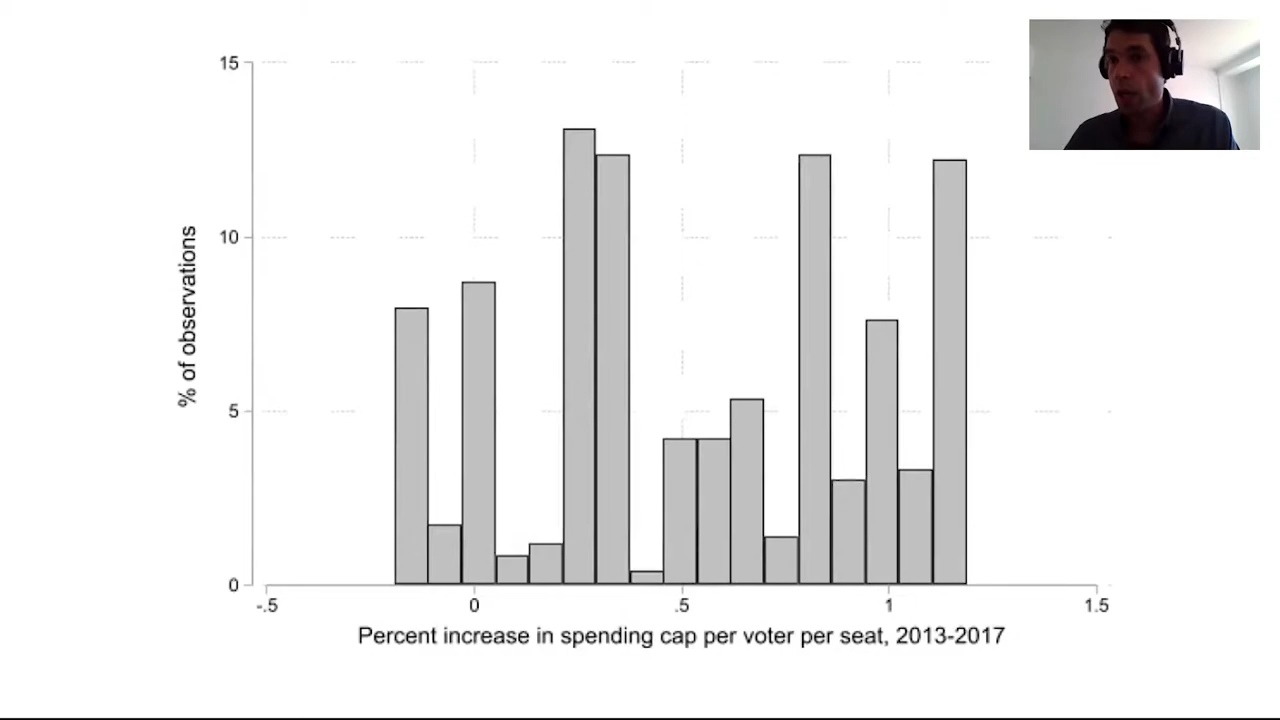 15
10
5
0
% of observations
-.5 0 .5 1 1.5
Percent increase in spending cap per voter per seat, 2013-2017